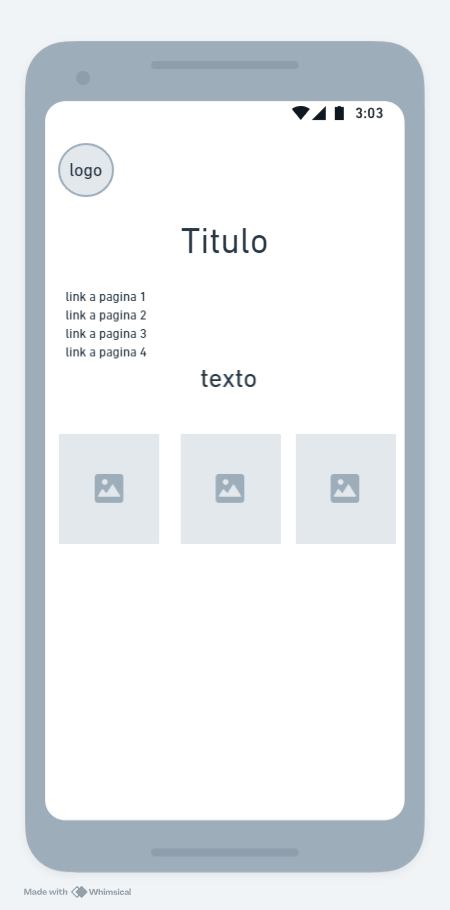 3:03
logo
Titulo
link a pagina 1
link a pagina 2
link a pagina 3
link a pagina 4
texto
Made with Whimsical